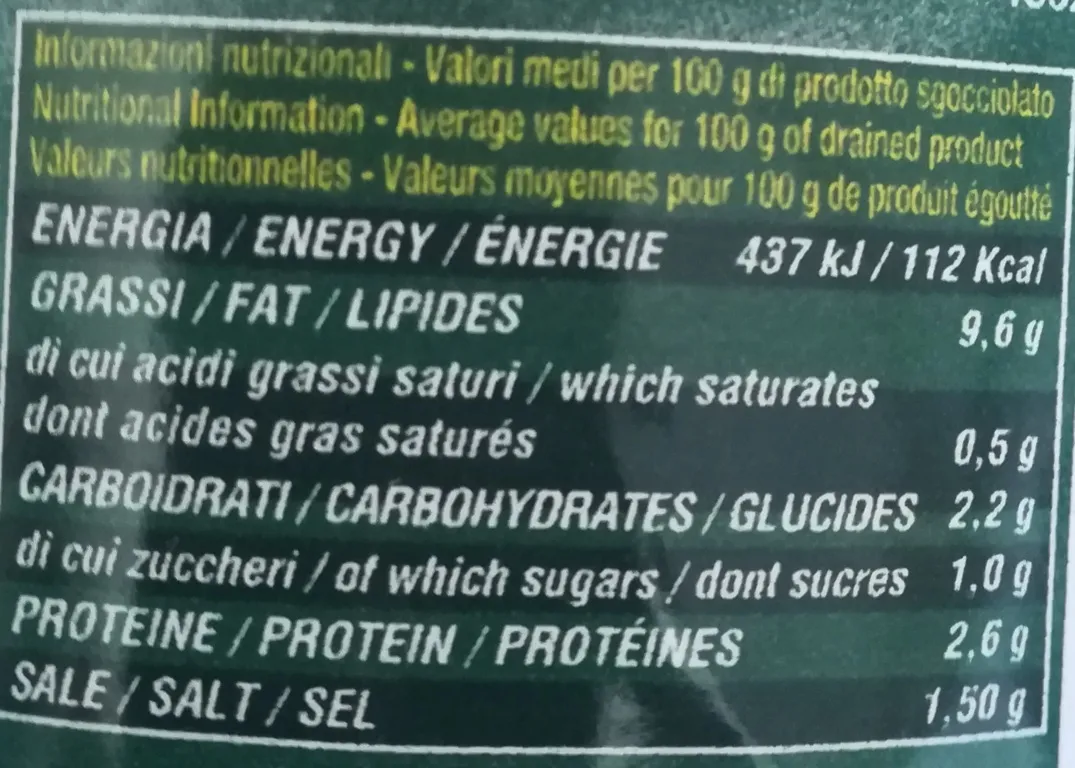 Informazioni nutrizionali - Valori medi per 100 g di prodotto sgocciolato
Nutritional Information - Average values for 100 g of drained product
Valeurs nutritionnelles - Valeurs moyennes pour 100 g de produit égoutté
ENERGIA / ENERGY / ÉNERGIE 437 kJ / 112 Kcal
GRASSI / FAT / LIPIDES 9,6 g
di cui acidi grassi saturi / which saturates
dont acides gras saturés 0,5 g
CARBOIDRATI / CARBOHYDRATES / GLUCIDES 2,2 g
di cui zuccheri / of which sugars / dont sucres 1,0 g
PROTEINE / PROTEIN / PROTÉINES 2,6 g
SALE / SALT / SEL 1,50 g